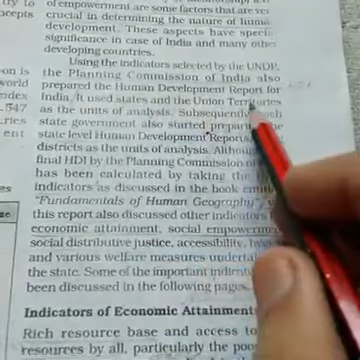 of empowerment are some factors that are very
crucial in determining the nature of human
development. These aspects have special
significance in case of India and many other
developing countries.
Using the indicators selected by the UNDP,
the Planning Commission of India also
prepared the Human Development Report for
India. It used states and the Union Territories
as the units of analysis. Subsequently,
state government also started preparing the
state level Human Development Reports,
districts as the units of analysis. Although
final HDI by the Planning Commission of
has been calculated by taking the
indicators as discussed in the book
"Fundamentals of Human Geography",
this report also discussed other indicators
economic attainment, social empowerment,
social distributive justice, accessibility,
and various welfare measures
the state. Some of the important
been discussed in the following pages.
Indicators of Economic Attainment
Rich resource base and access to
resources by all, particularly the poor